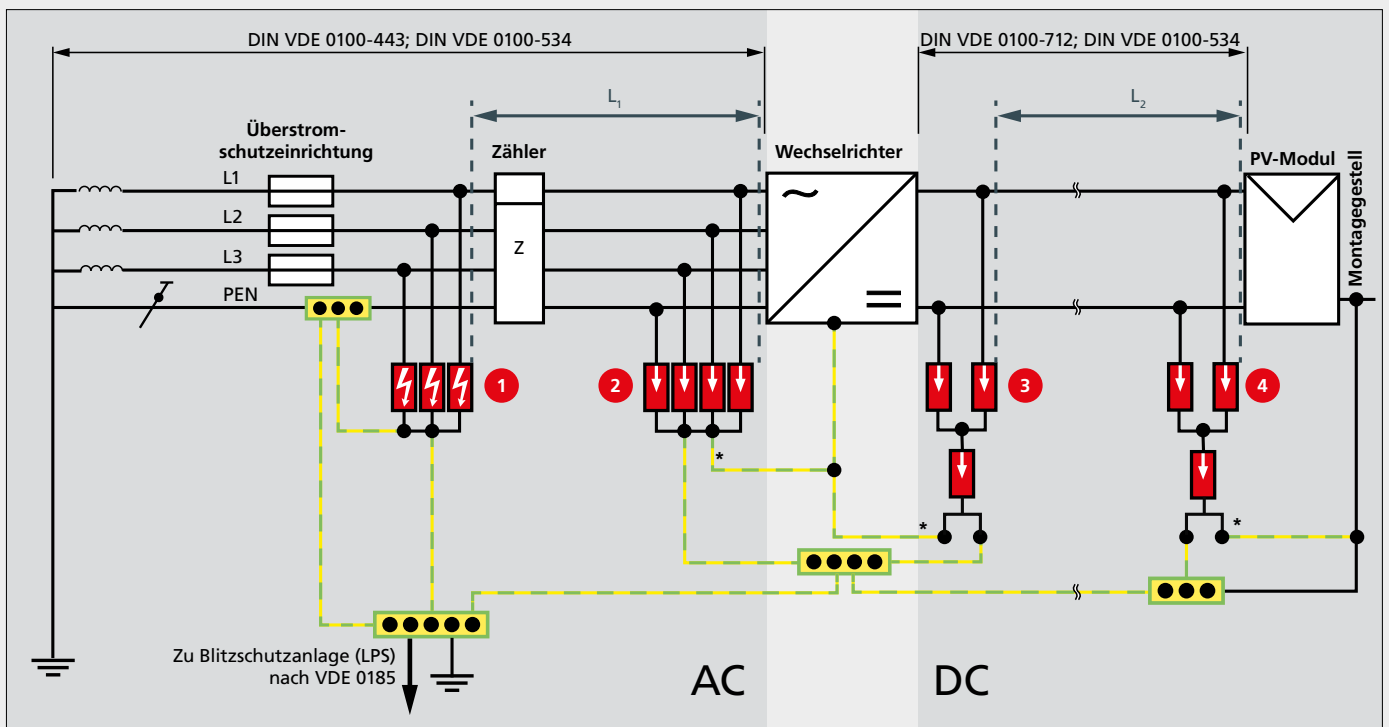 DIN VDE 0100-443; DIN VDE 0100-534
DIN VDE 0100-712; DIN VDE 0100-534
L₁
L₂
Überstrom-
schutzeinrichtung
Zähler
Wechselrichter
PV-Modul
Montagegestell
L1
L2
L3
PEN
Z
1
2
3
4
*
*
*
Zu Blitzschutzanlage (LPS)
nach VDE 0185
AC
DC